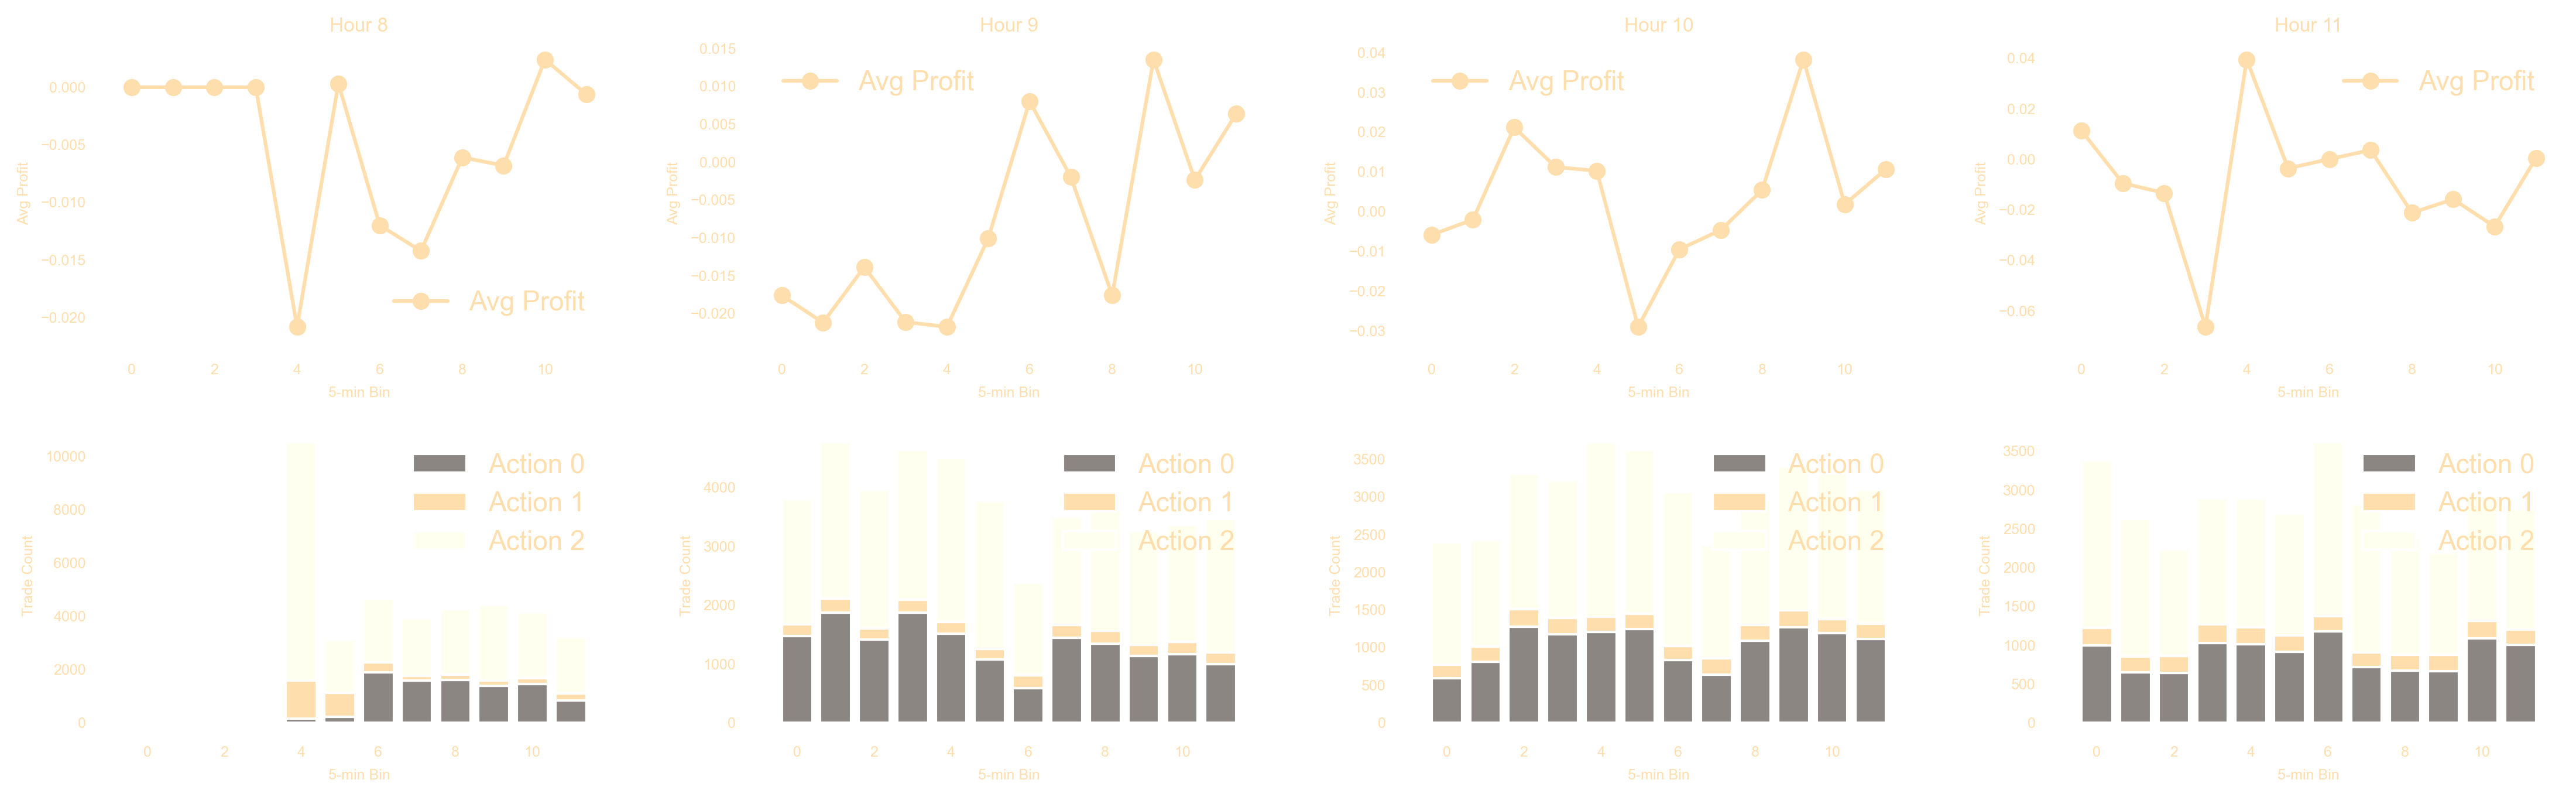 Hour 8
Avg Profit
0.000
−0.005
−0.010
−0.015
−0.020
Avg Profit
0 2 4 6 8 10
5-min Bin
Hour 9
Avg Profit
0.015
0.010
0.005
0.000
−0.005
−0.010
−0.015
−0.020
Avg Profit
0 2 4 6 8 10
5-min Bin
Hour 10
Avg Profit
0.04
0.03
0.02
0.01
0.00
−0.01
−0.02
−0.03
Avg Profit
0 2 4 6 8 10
5-min Bin
Hour 11
Avg Profit
0.04
0.02
0.00
−0.02
−0.04
−0.06
Avg Profit
0 2 4 6 8 10
5-min Bin
Trade Count
10000
8000
6000
4000
2000
0
Action 0
Action 1
Action 2
0 2 4 6 8 10
5-min Bin
Trade Count
4000
3000
2000
1000
0
Action 0
Action 1
Action 2
0 2 4 6 8 10
5-min Bin
Trade Count
3500
3000
2500
2000
1500
1000
500
0
Action 0
Action 1
Action 2
0 2 4 6 8 10
5-min Bin
Trade Count
3500
3000
2500
2000
1500
1000
500
0
Action 0
Action 1
Action 2
0 2 4 6 8 10
5-min Bin